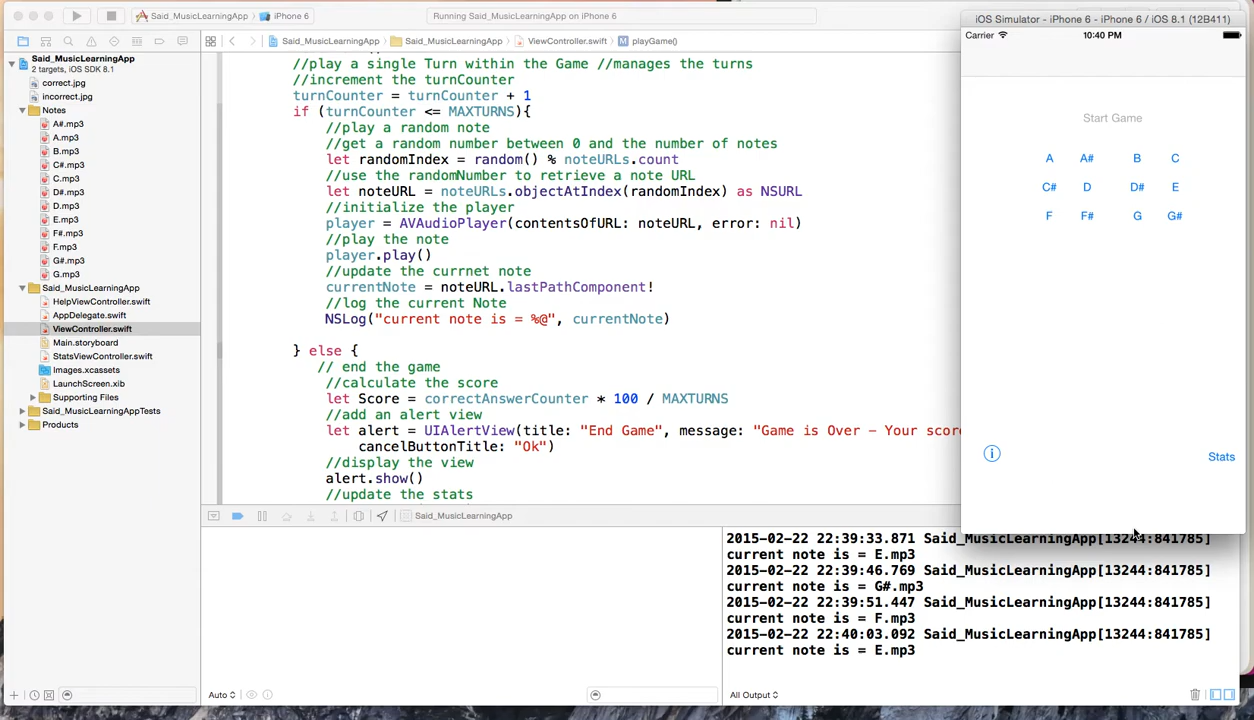 Said_MusicLearningApp
iPhone 6
Running Said_MusicLearningApp on iPhone 6
Said_MusicLearningApp
Said_MusicLearningApp
ViewController.swift
M
playGame()
Said_MusicLearningApp
2 targets, iOS SDK 8.1
correct.jpg
incorrect.jpg
Notes
A#.mp3
A.mp3
B.mp3
C#.mp3
C.mp3
D#.mp3
D.mp3
E.mp3
F#.mp3
F.mp3
G#.mp3
G.mp3
Said_MusicLearningApp
HelpViewController.swift
AppDelegate.swift
ViewController.swift
Main.storyboard
StatsViewController.swift
Images.xcassets
LaunchScreen.xib
Supporting Files
Said_MusicLearningAppTests
Products
//play a single Turn within the Game //manages the turns
//increment the turnCounter
turnCounter = turnCounter + 1
if (turnCounter <= MAXTURNS){
//play a random note
//get a random number between 0 and the number of notes
let randomIndex = random() % noteURLs.count
//use the randomNumber to retrieve a note URL
let noteURL = noteURLs.objectAtIndex(randomIndex) as NSURL
//initialize the player
player = AVAudioPlayer(contentsOfURL: noteURL, error: nil)
//play the note
player.play()
//update the currnet note
currentNote = noteURL.lastPathComponent!
//log the current Note
NSLog("current note is = %@", currentNote)
} else {
// end the game
//calculate the score
let Score = correctAnswerCounter * 100 / MAXTURNS
//add an alert view
let alert = UIAlertView(title: "End Game", message: "Game is Over - Your score
cancelButtonTitle: "Ok")
//display the view
alert.show()
//update the stats
Said_MusicLearningApp
2015-02-22 22:39:33.871 Said_MusicLearningApp[13244:841785]
current note is = E.mp3
2015-02-22 22:39:46.769 Said_MusicLearningApp[13244:841785]
current note is = G#.mp3
2015-02-22 22:39:51.447 Said_MusicLearningApp[13244:841785]
current note is = F.mp3
2015-02-22 22:40:03.092 Said_MusicLearningApp[13244:841785]
current note is = E.mp3
Auto
All Output
iOS Simulator - iPhone 6 - iPhone 6 / iOS 8.1 (12B411)
Carrier 10:40 PM
Start Game
A A# B C
C# D D# E
F F# G G#
i Stats